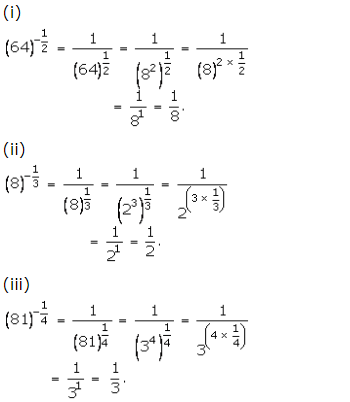 (i)
(64)^{-1/2} = 1/(64)^{1/2} = 1/(8^2)^{1/2} = 1/(8)^{2 × 1/2}
= 1/8^1 = 1/8.
(ii)
(8)^{-1/3} = 1/(8)^{1/3} = 1/(2^3)^{1/3} = 1/2^{(3 × 1/3)}
= 1/2^1 = 1/2.
(iii)
(81)^{-1/4} = 1/(81)^{1/4} = 1/(3^4)^{1/4} = 1/3^{(4 × 1/4)}
= 1/3^1 = 1/3.